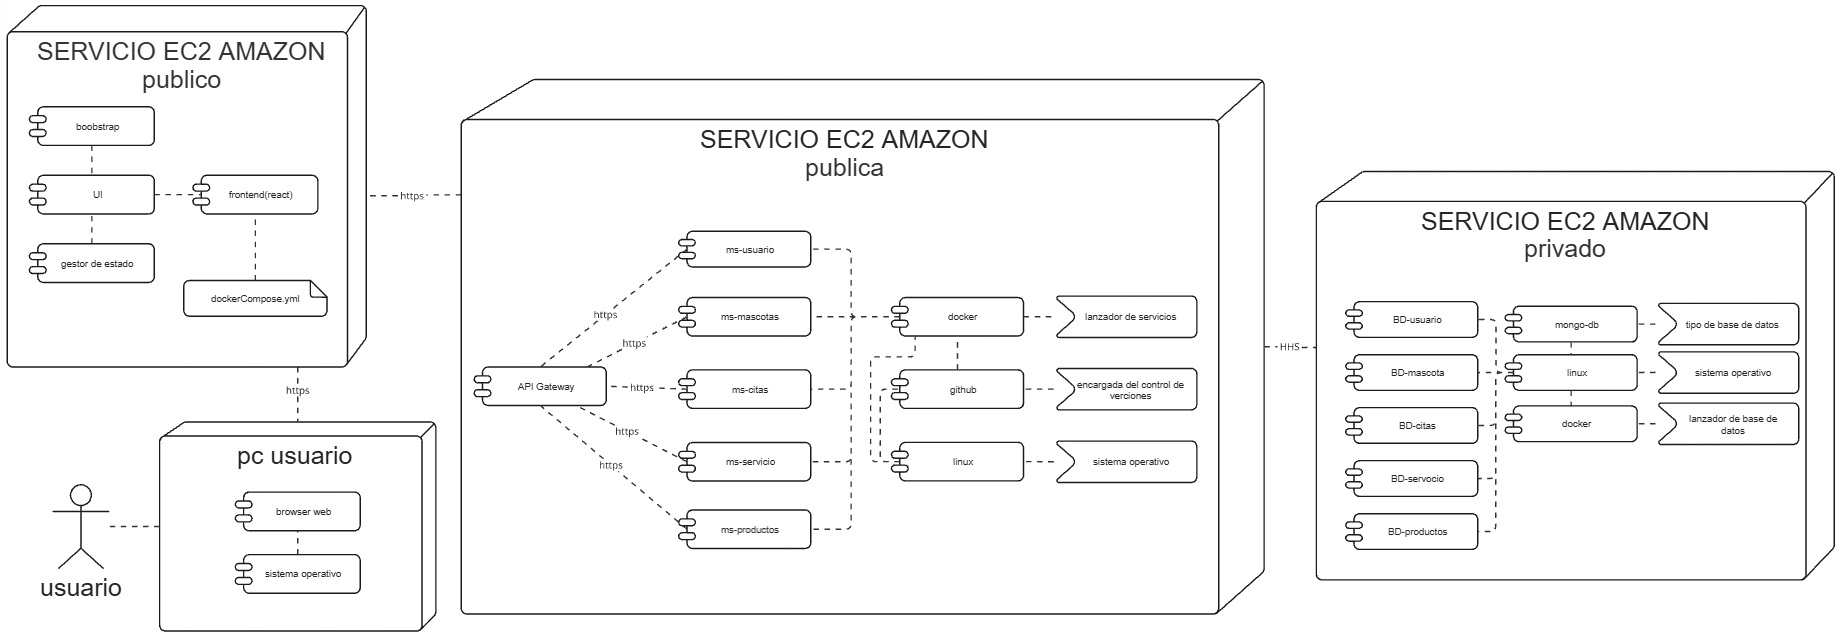 SERVICIO EC2 AMAZON
publico
boobstrap
UI
frontend(react)
gestor de estado
dockerCompose.yml
https
https
pc usuario
browser web
sistema operativo
usuario
SERVICIO EC2 AMAZON
publica
API Gateway
https
https
https
https
https
ms-usuario
ms-mascotas
ms-citas
ms-servicio
ms-productos
docker
lanzador de servicios
github
encargada del control de
verciones
linux
sistema operativo
HHS
SERVICIO EC2 AMAZON
privado
BD-usuario
BD-mascota
BD-citas
BD-servocio
BD-productos
mongo-db
tipo de base de datos
linux
sistema operativo
docker
lanzador de base de
datos